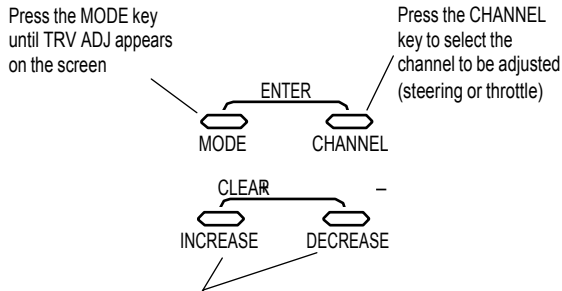 Press the MODE key
until TRV ADJ appears
on the screen
Press the CHANNEL
key to select the
channel to be adjusted
(steering or throttle)
ENTER
MODE
CHANNEL
CLEAR
+
–
INCREASE
DECREASE